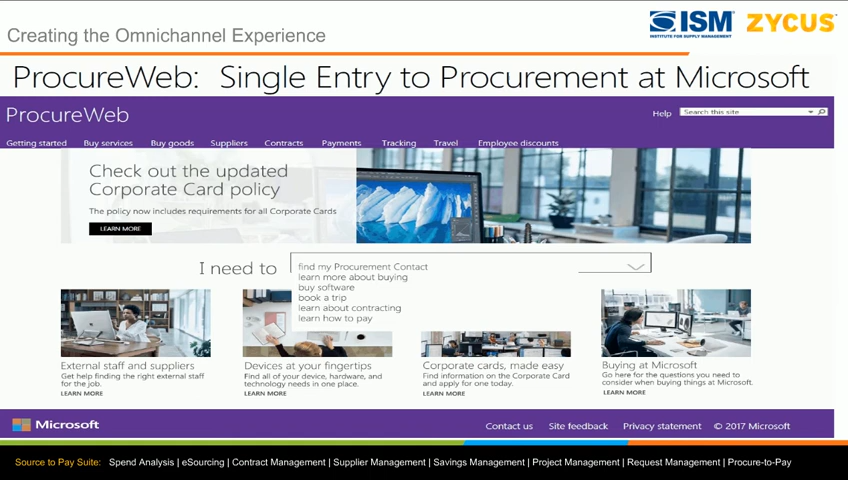 Creating the Omnichannel Experience
ISM
INSTITUTE FOR SUPPLY MANAGEMENT
ZYCUS
ProcureWeb: Single Entry to Procurement at Microsoft
ProcureWeb
Help
Search this site
Getting started Buy services Buy goods Suppliers Contracts Payments Tracking Travel Employee discounts
Check out the updated
Corporate Card policy
The policy now includes requirements for all Corporate Cards
LEARN MORE
I need to
find my Procurement Contact
learn more about buying
buy software
book a trip
learn about contracting
learn how to pay
External staff and suppliers
Get help finding the right external staff
for the job.
LEARN MORE
Devices at your fingertips
Find all of your device, hardware, and
technology needs in one place.
LEARN MORE
Corporate cards, made easy
Find information on the Corporate Card
and apply for one today.
LEARN MORE
Buying at Microsoft
Go here for the questions you need to
consider when buying things at Microsoft.
LEARN MORE
Microsoft
Contact us Site feedback Privacy statement © 2017 Microsoft
Source to Pay Suite: Spend Analysis | eSourcing | Contract Management | Supplier Management | Savings Management | Project Management | Request Management | Procure-to-Pay